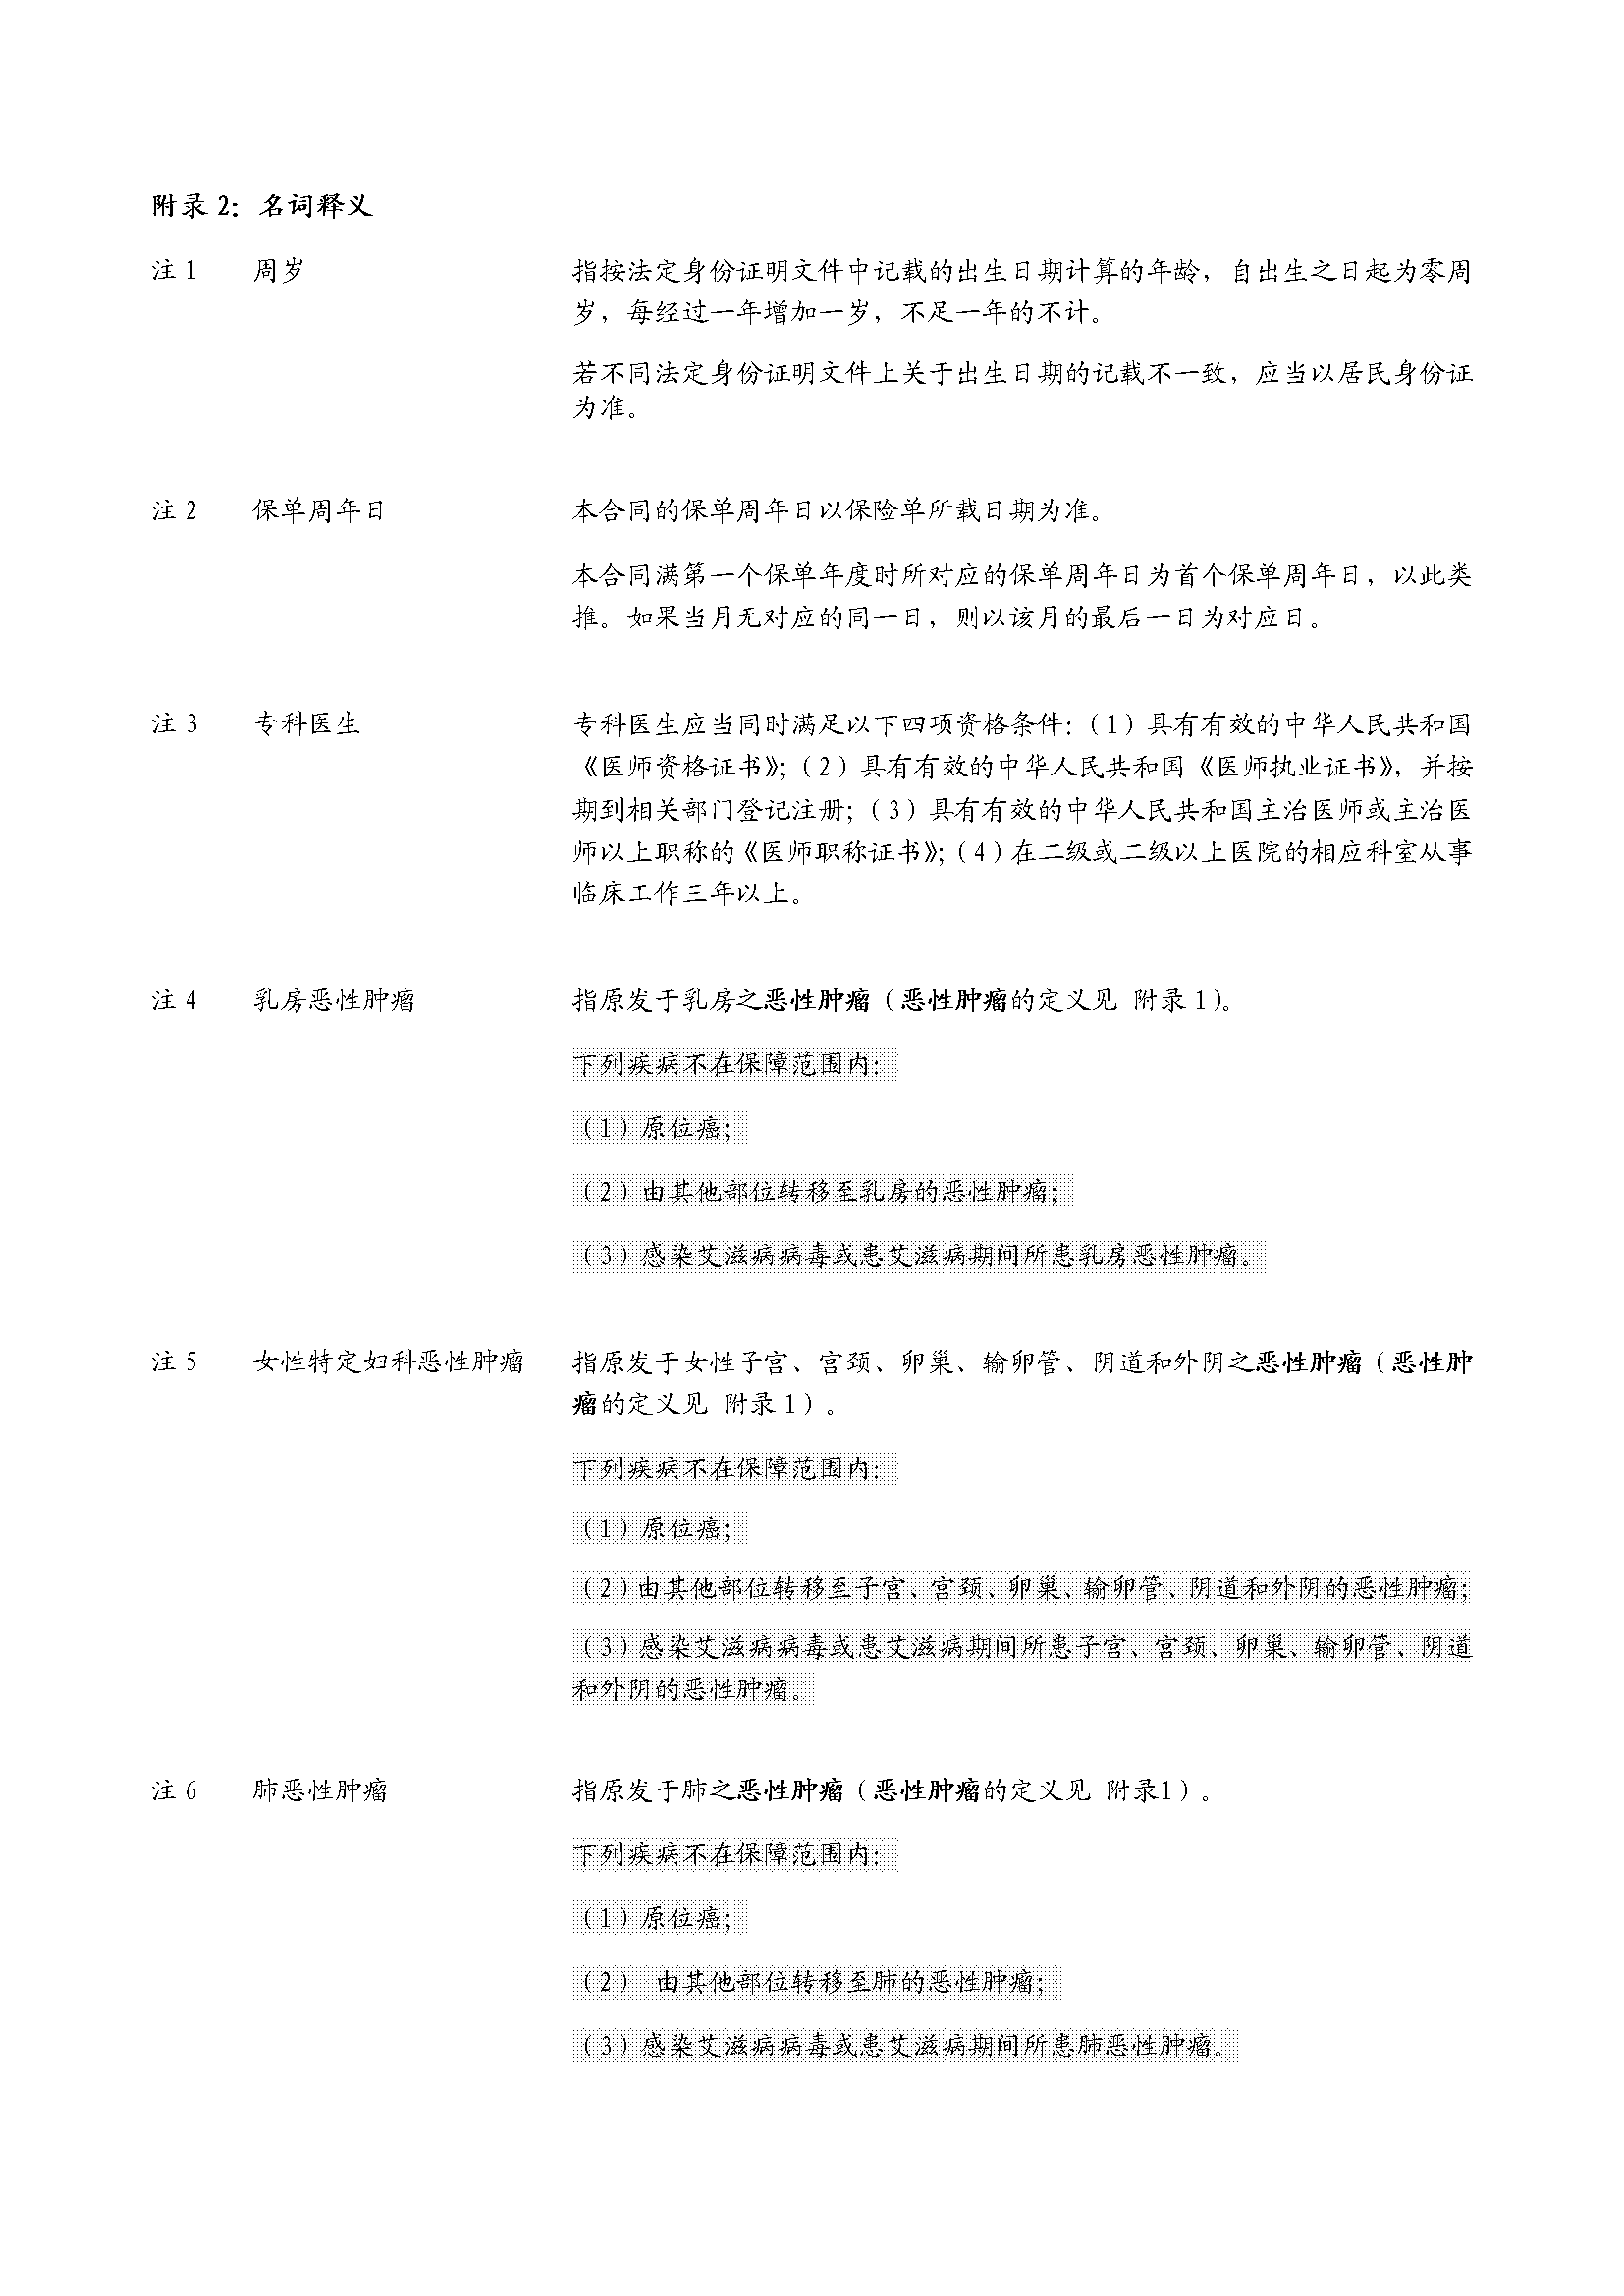 附录 2：名词释义
注 1 周岁 指按法定身份证明文件中记载的出生日期计算的年龄，自出生之日起为零周
岁，每经过一年增加一岁，不足一年的不计。
若不同法定身份证明文件上关于出生日期的记载不一致，应当以居民身份证
为准。
注 2 保单周年日 本合同的保单周年日以保险单所载日期为准。
本合同满第一个保单年度时所对应的保单周年日为首个保单周年日，以此类
推。如果当月无对应的同一日，则以该月的最后一日为对应日。
注 3 专科医生 专科医生应当同时满足以下四项资格条件：（1）具有有效的中华人民共和国
《医师资格证书》；（2）具有有效的中华人民共和国《医师执业证书》，并按
期到相关部门登记注册；（3）具有有效的中华人民共和国主治医师或主治医
师以上职称的《医师职称证书》；（4）在二级或二级以上医院的相应科室从事
临床工作三年以上。
注 4 乳房恶性肿瘤 指原发于乳房之恶性肿瘤（恶性肿瘤的定义见 附录 1）。
下列疾病不在保障范围内：
（1）原位癌；
（2）由其他部位转移至乳房的恶性肿瘤；
（3）感染艾滋病病毒或患艾滋病期间所患乳房恶性肿瘤。
注 5 女性特定妇科恶性肿瘤 指原发于女性子宫、宫颈、卵巢、输卵管、阴道和外阴之恶性肿瘤（恶性肿
瘤的定义见 附录 1）。
下列疾病不在保障范围内：
（1）原位癌；
（2）由其他部位转移至子宫、宫颈、卵巢、输卵管、阴道和外阴的恶性肿瘤；
（3）感染艾滋病病毒或患艾滋病期间所患子宫、宫颈、卵巢、输卵管、阴道
和外阴的恶性肿瘤。
注 6 肺恶性肿瘤 指原发于肺之恶性肿瘤（恶性肿瘤的定义见 附录1）。
下列疾病不在保障范围内：
（1）原位癌；
（2） 由其他部位转移至肺的恶性肿瘤；
（3）感染艾滋病病毒或患艾滋病期间所患肺恶性肿瘤。